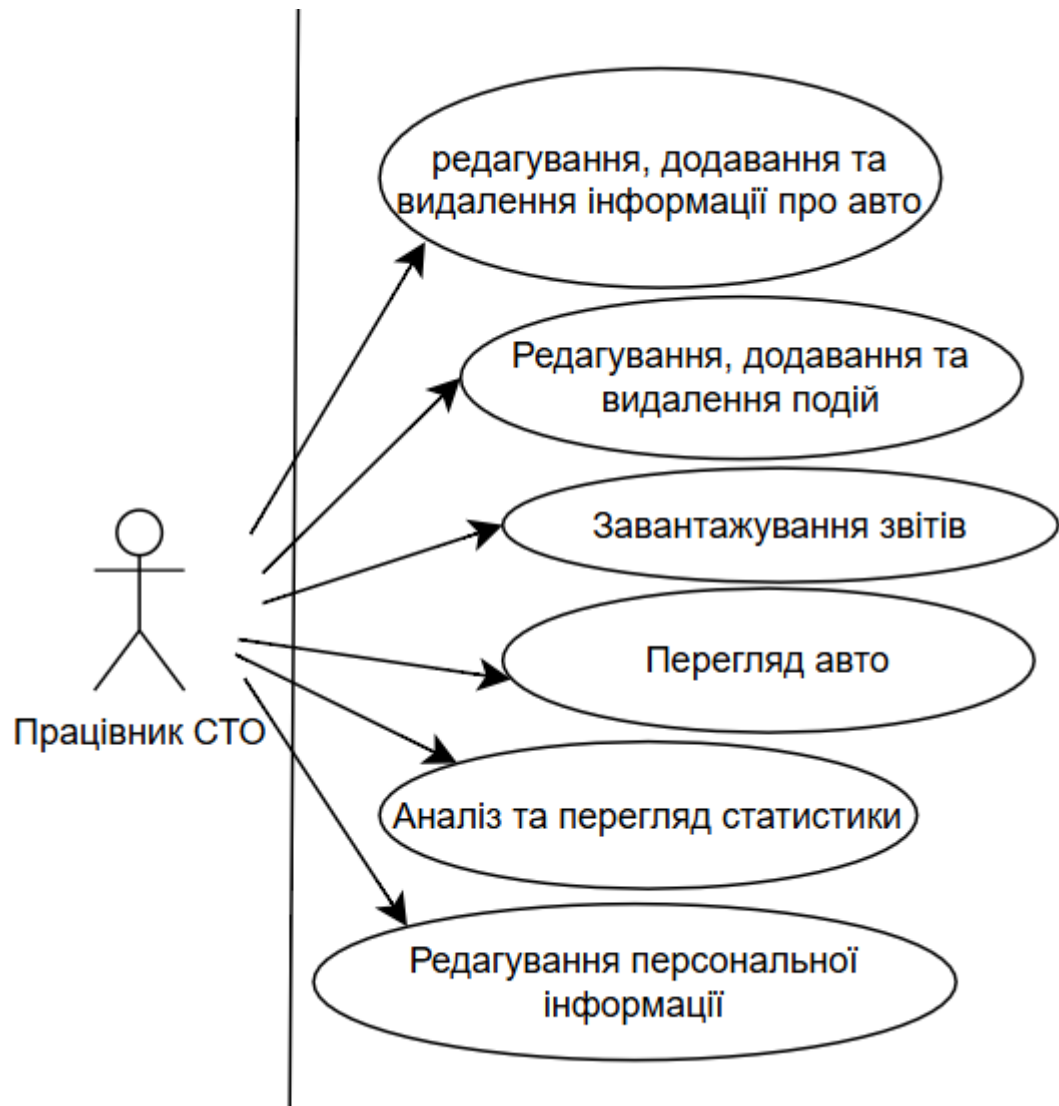 редагування, додавання та
видалення інформації про авто
Редагування, додавання та
видалення подій
Завантажування звітів
Перегляд авто
Працівник СТО
Аналіз та перегляд статистики
Редагування персональної
інформації